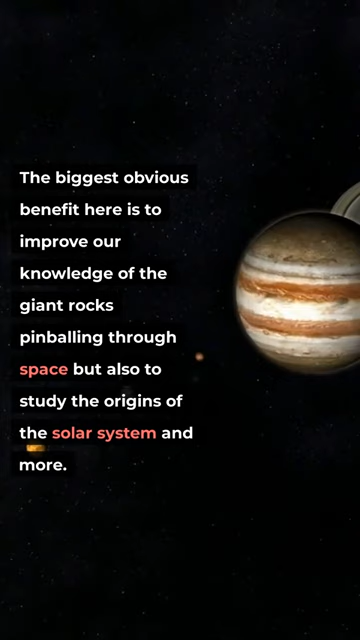 The biggest obvious
benefit here is to
improve our
knowledge of the
giant rocks
pinballing through
space but also to
study the origins of
the solar system and
more.